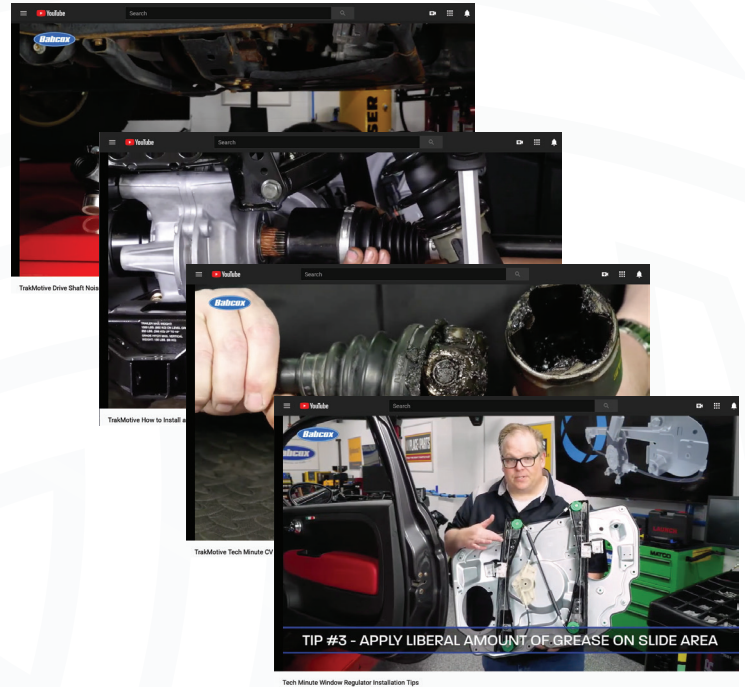 YouTube
Search
Babcox
TrakMotive Drive Shaft Nois
YouTube
Search
TrakMotive How to Install a
YouTube
Search
Babcox
TrakMotive Tech Minute CV
YouTube
Search
Babcox
TIP #3 - APPLY LIBERAL AMOUNT OF GREASE ON SLIDE AREA
Tech Minute Window Regulator Installation Tips
MATCO